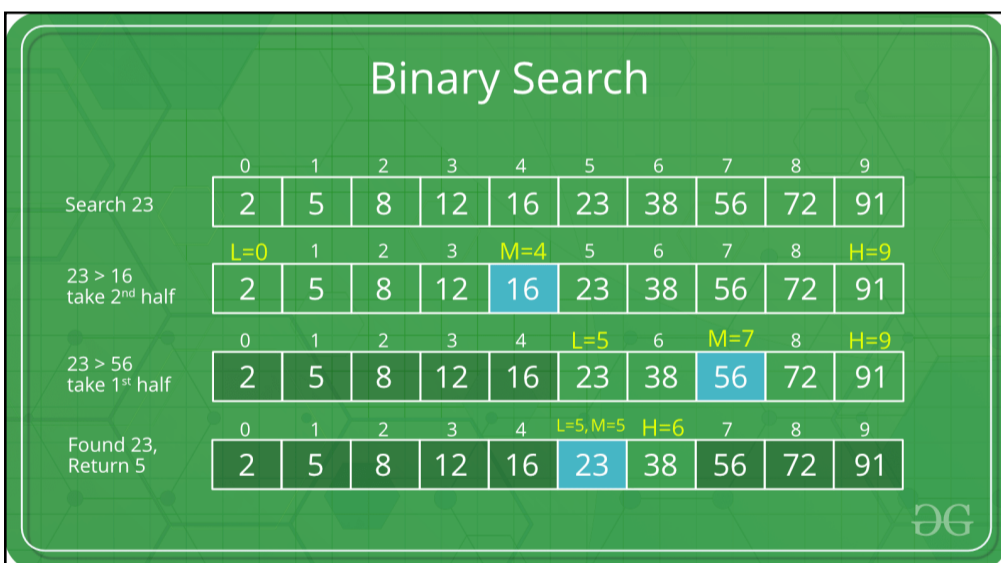 Binary Search
0 1 2 3 4 5 6 7 8 9
Search 23
2 5 8 12 16 23 38 56 72 91
L=0 1 2 3 M=4 5 6 7 8 H=9
23 > 16
take 2nd half
2 5 8 12 16 23 38 56 72 91
0 1 2 3 4 L=5 6 M=7 8 H=9
23 > 56
take 1st half
2 5 8 12 16 23 38 56 72 91
0 1 2 3 4 L=5, M=5 H=6 7 8 9
Found 23,
Return 5
2 5 8 12 16 23 38 56 72 91